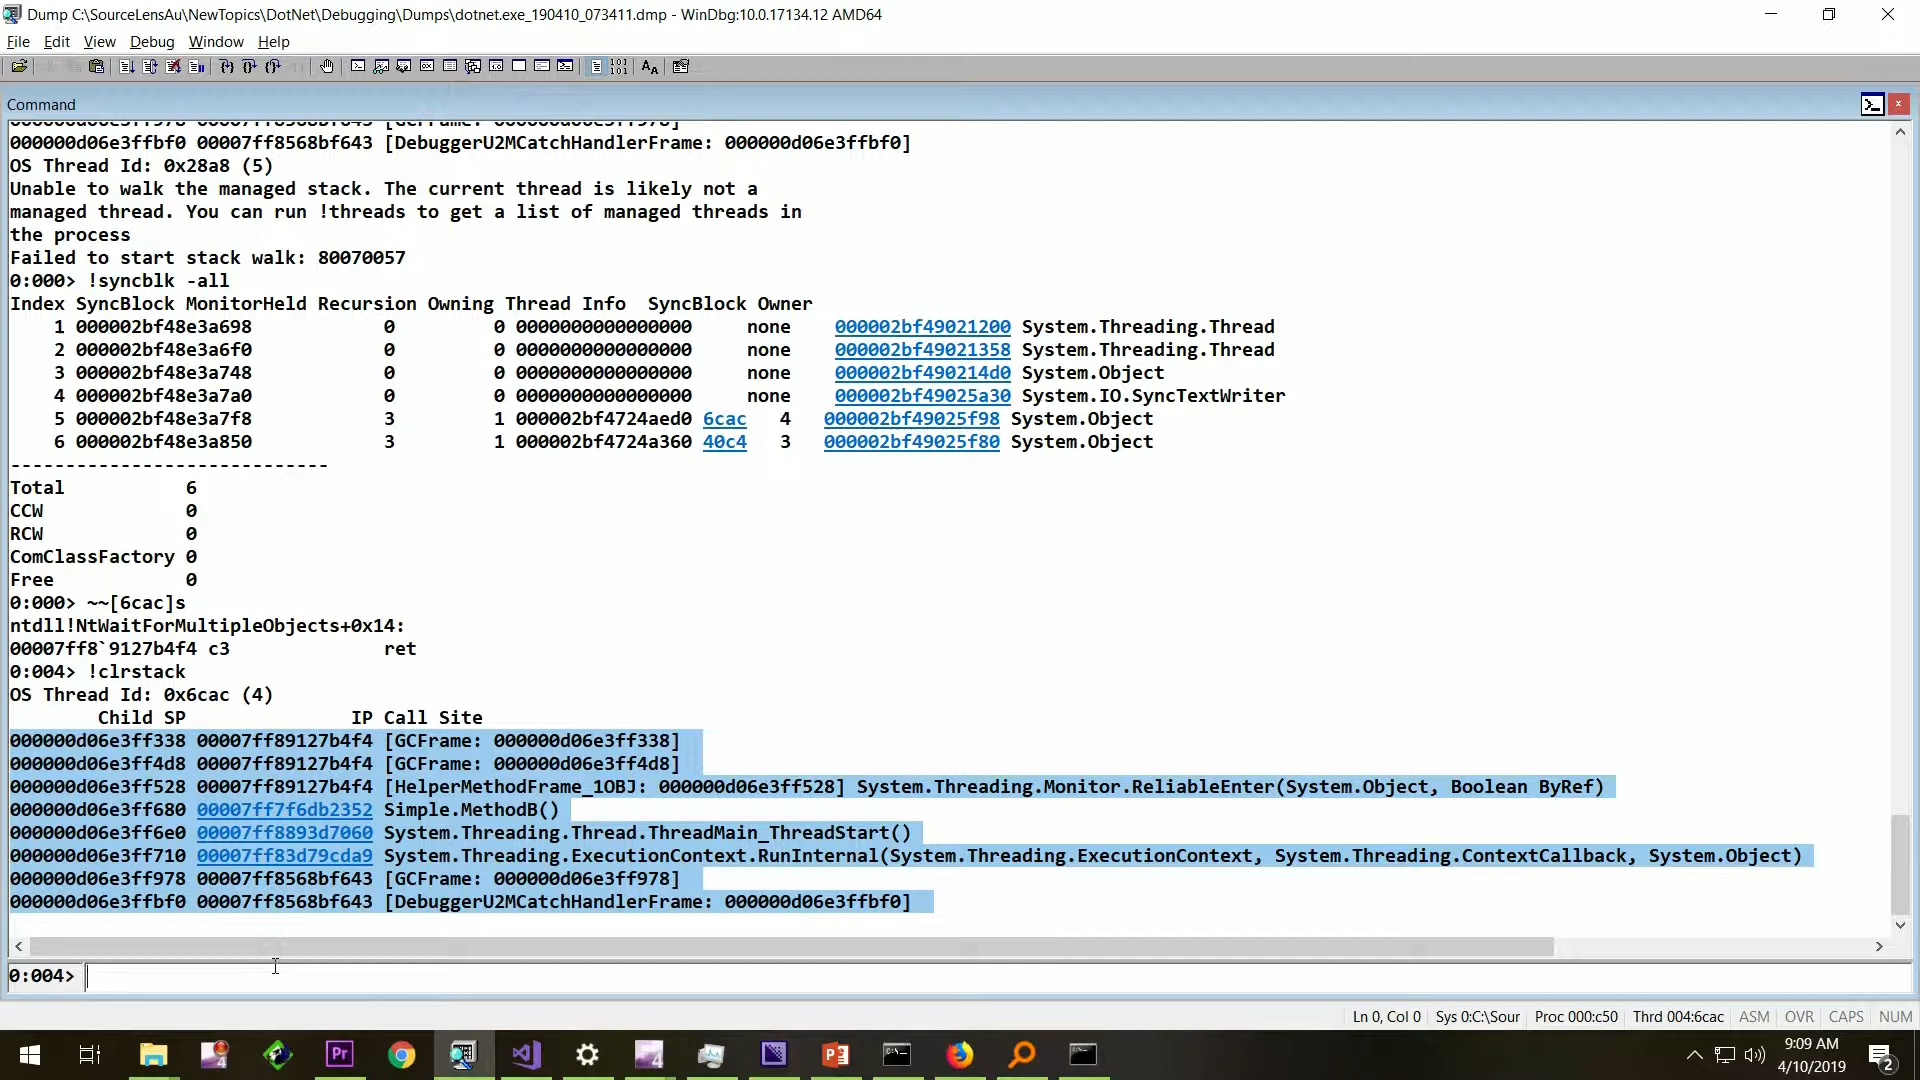 Dump C:\SourceLensAu\NewTopics\DotNet\Debugging\Dumps\dotnet.exe_190410_073411.dmp - WinDbg:10.0.17134.12 AMD64
File Edit View Debug Window Help
Command
000000d06e3ff978 00007ff8568bf643 [GCFrame: 000000d06e3ff978]
000000d06e3ffbf0 00007ff8568bf643 [DebuggerU2MCatchHandlerFrame: 000000d06e3ffbf0]
OS Thread Id: 0x28a8 (5)
Unable to walk the managed stack. The current thread is likely not a
managed thread. You can run !threads to get a list of managed threads in
the process
Failed to start stack walk: 80070057
0:000> !syncblk -all
Index SyncBlock MonitorHeld Recursion Owning Thread Info  SyncBlock Owner
1 000002bf48e3a698 0 0 0000000000000000 none 000002bf49021200 System.Threading.Thread
2 000002bf48e3a6f0 0 0 0000000000000000 none 000002bf49021358 System.Threading.Thread
3 000002bf48e3a748 0 0 0000000000000000 none 000002bf490214d0 System.Object
4 000002bf48e3a7a0 0 0 0000000000000000 none 000002bf49025a30 System.IO.SyncTextWriter
5 000002bf48e3a7f8 3 1 000002bf4724aed0 6cac 4 000002bf49025f98 System.Object
6 000002bf48e3a850 3 1 000002bf4724a360 40c4 3 000002bf49025f80 System.Object
-----------------------------
Total 6
CCW 0
RCW 0
ComClassFactory 0
Free 0
0:000> ~~[6cac]s
ntdll!NtWaitForMultipleObjects+0x14:
00007ff8`9127b4f4 c3 ret
0:004> !clrstack
OS Thread Id: 0x6cac (4)
Child SP IP Call Site
000000d06e3ff338 00007ff89127b4f4 [GCFrame: 000000d06e3ff338]
000000d06e3ff4d8 00007ff89127b4f4 [GCFrame: 000000d06e3ff4d8]
000000d06e3ff528 00007ff89127b4f4 [HelperMethodFrame_1OBJ: 000000d06e3ff528] System.Threading.Monitor.ReliableEnter(System.Object, Boolean ByRef)
000000d06e3ff680 00007ff7f6db2352 Simple.MethodB()
000000d06e3ff6e0 00007ff8893d7060 System.Threading.Thread.ThreadMain_ThreadStart()
000000d06e3ff710 00007ff83d79cda9 System.Threading.ExecutionContext.RunInternal(System.Threading.ExecutionContext, System.Threading.ContextCallback, System.Object)
000000d06e3ff978 00007ff8568bf643 [GCFrame: 000000d06e3ff978]
000000d06e3ffbf0 00007ff8568bf643 [DebuggerU2MCatchHandlerFrame: 000000d06e3ffbf0]
0:004>
Ln 0, Col 0 Sys 0:C:\Sour Proc 000:c50 Thrd 004:6cac ASM OVR CAPS NUM
9:09 AM
4/10/2019
2